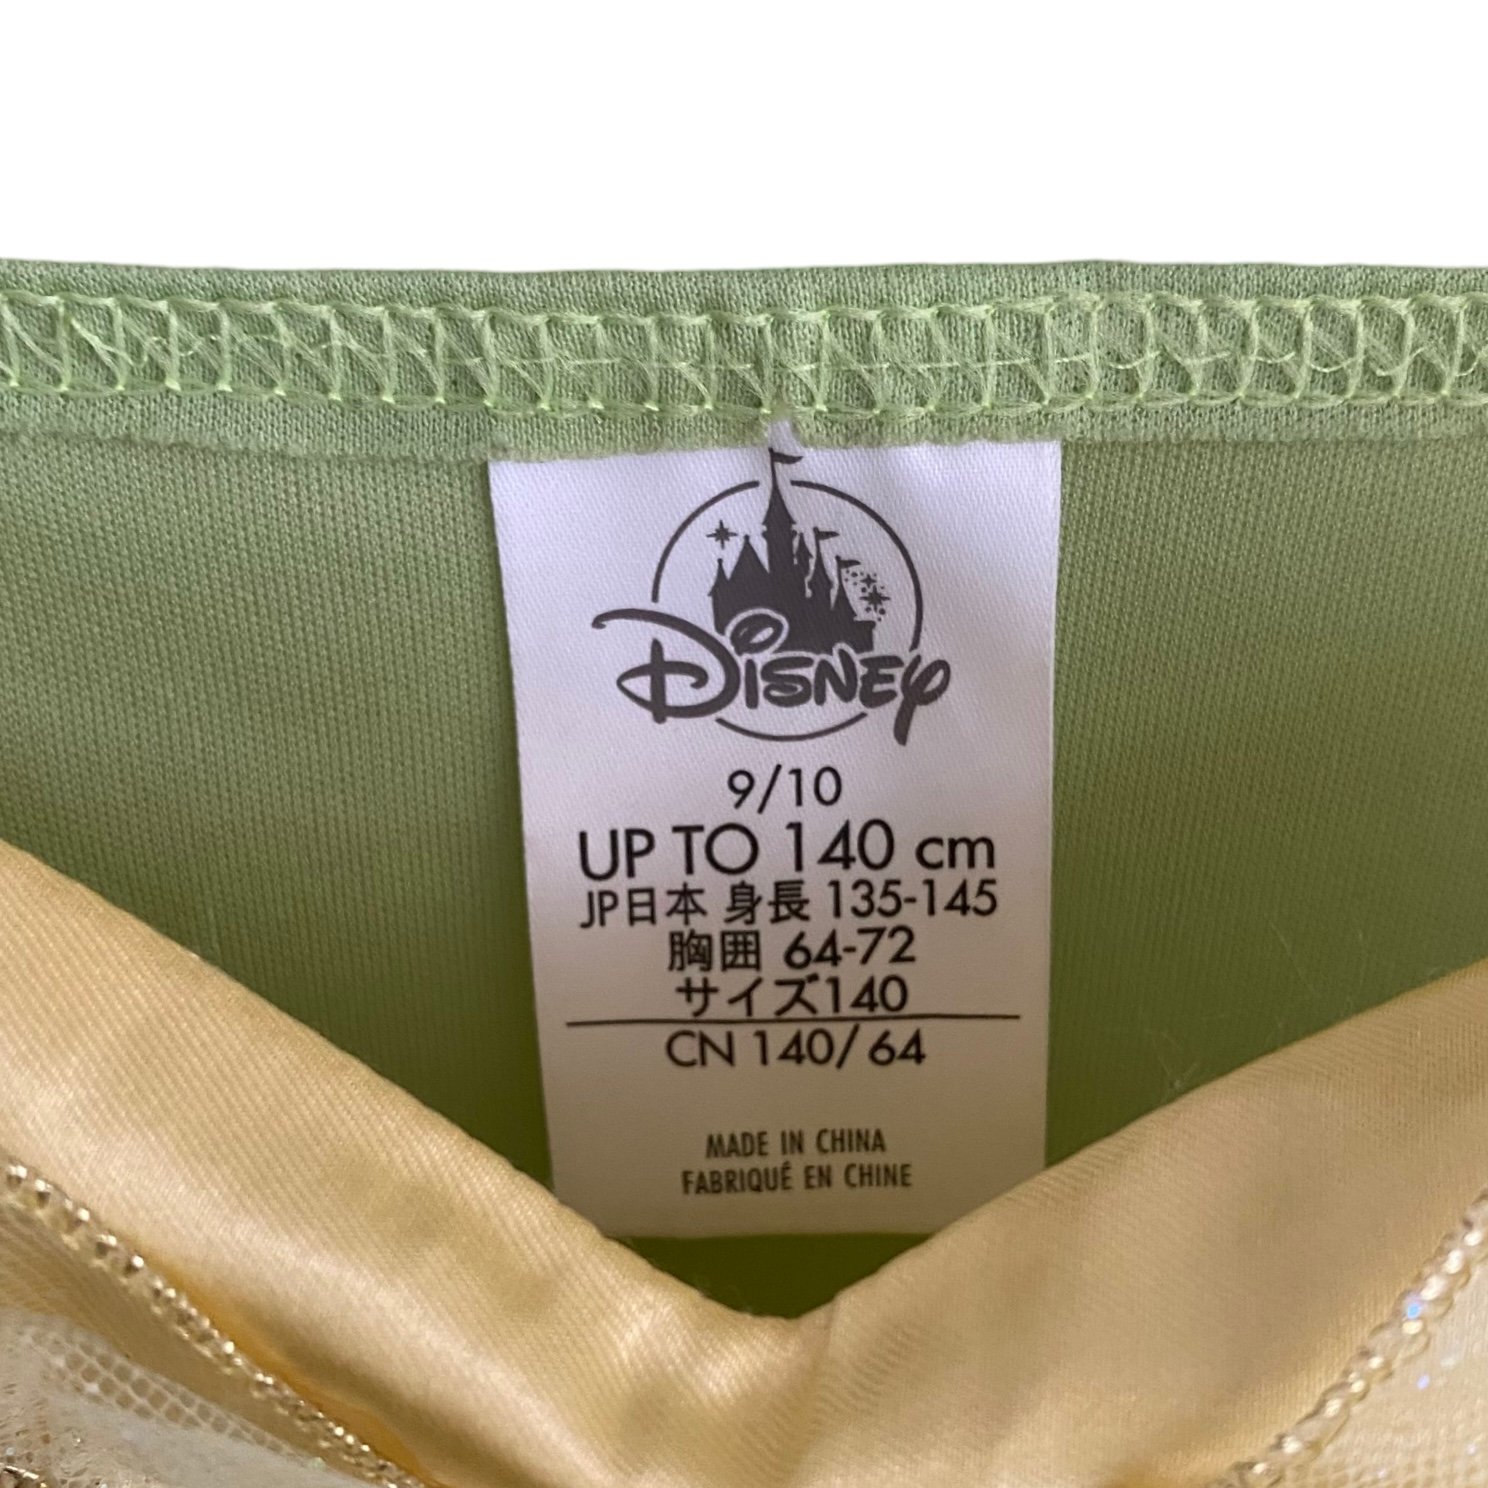 Disney
9/10
UP TO 140 cm
JP日本 身長 135-145
胸囲 64-72
サイズ140
CN 140/64
MADE IN CHINA
FABRIQUÉ EN CHINE